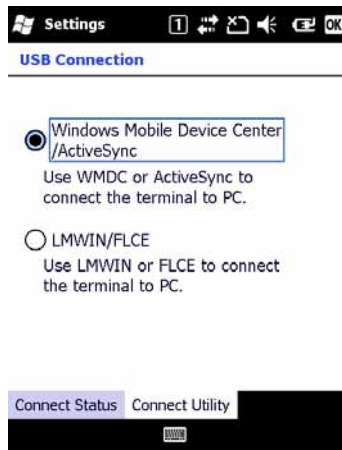 Settings 1 OK
USB Connection
Windows Mobile Device Center
/ActiveSync
Use WMDC or ActiveSync to
connect the terminal to PC.
LMWIN/FLCE
Use LMWIN or FLCE to connect
the terminal to PC.
Connect Status Connect Utility